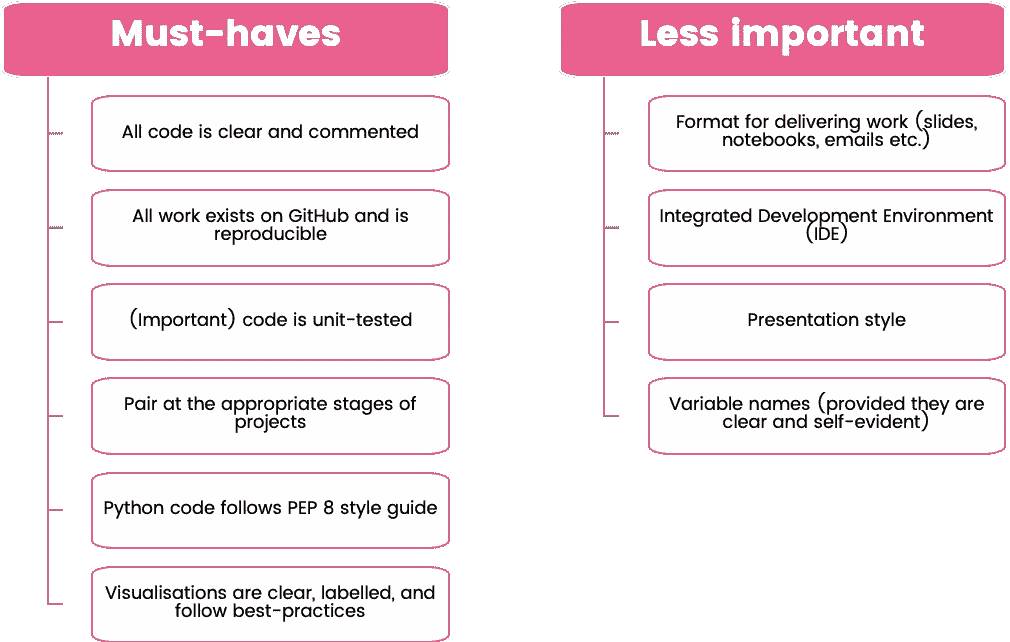 Must-haves
All code is clear and commented
All work exists on GitHub and is
reproducible
(Important) code is unit-tested
Pair at the appropriate stages of
projects
Python code follows PEP 8 style guide
Visualisations are clear, labelled, and
follow best-practices
Less important
Format for delivering work (slides,
notebooks, emails etc.)
Integrated Development Environment
(IDE)
Presentation style
Variable names (provided they are
clear and self-evident)